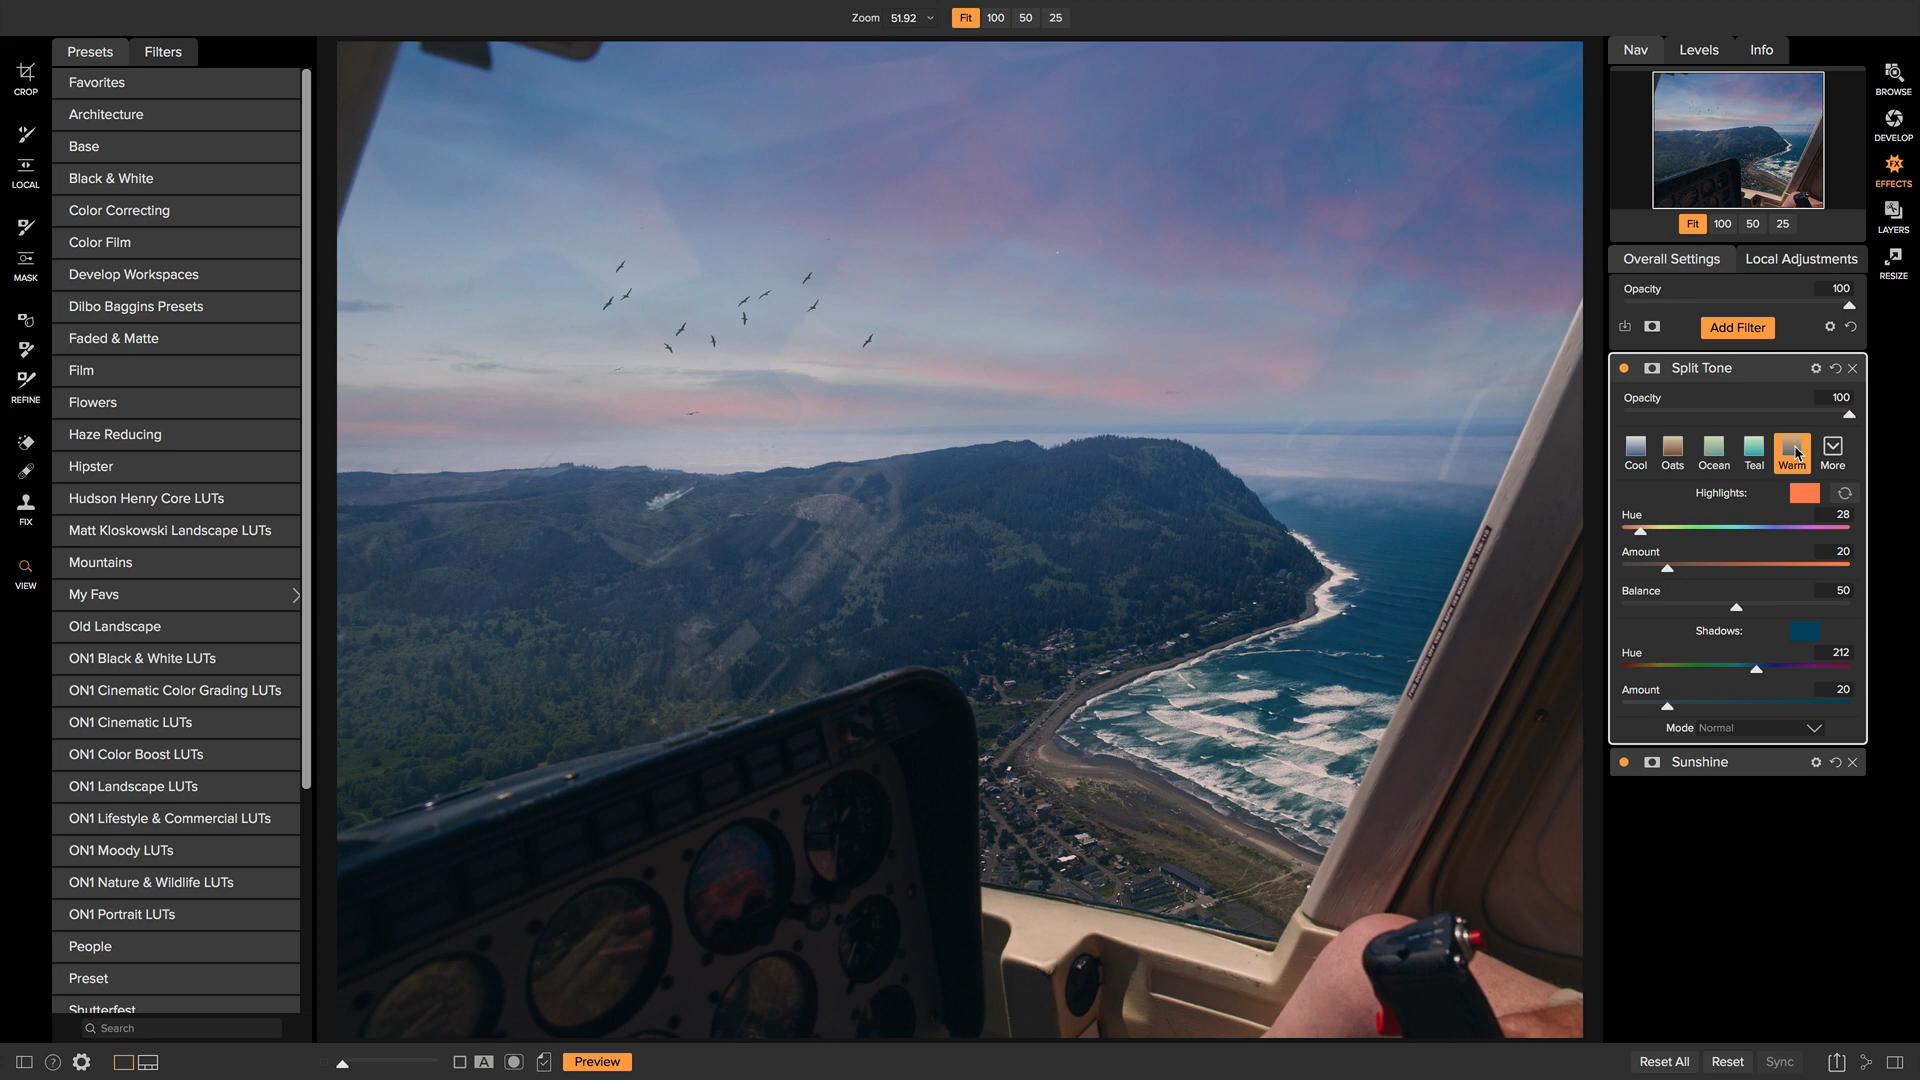 Zoom 51.92 Fit 100 50 25
Presets Filters
CROP
LOCAL
MASK
REFINE
FIX
VIEW
Favorites
Architecture
Base
Black & White
Color Correcting
Color Film
Develop Workspaces
Dilbo Baggins Presets
Faded & Matte
Film
Flowers
Haze Reducing
Hipster
Hudson Henry Core LUTs
Matt Kloskowski Landscape LUTs
Mountains
My Favs
Old Landscape
ON1 Black & White LUTs
ON1 Cinematic Color Grading LUTs
ON1 Cinematic LUTs
ON1 Color Boost LUTs
ON1 Landscape LUTs
ON1 Lifestyle & Commercial LUTs
ON1 Moody LUTs
ON1 Nature & Wildlife LUTs
ON1 Portrait LUTs
People
Preset
Shutterfest
Search
Nav Levels Info
Fit 100 50 25
Overall Settings Local Adjustments
Opacity 100
Add Filter
Split Tone
Opacity 100
Cool Oats Ocean Teal Warm More
Highlights:
Hue 28
Amount 20
Balance 50
Shadows:
Hue 212
Amount 20
Mode Normal
Sunshine
BROWSE
DEVELOP
FX
EFFECTS
LAYERS
RESIZE
? A Preview
Reset All Reset Sync